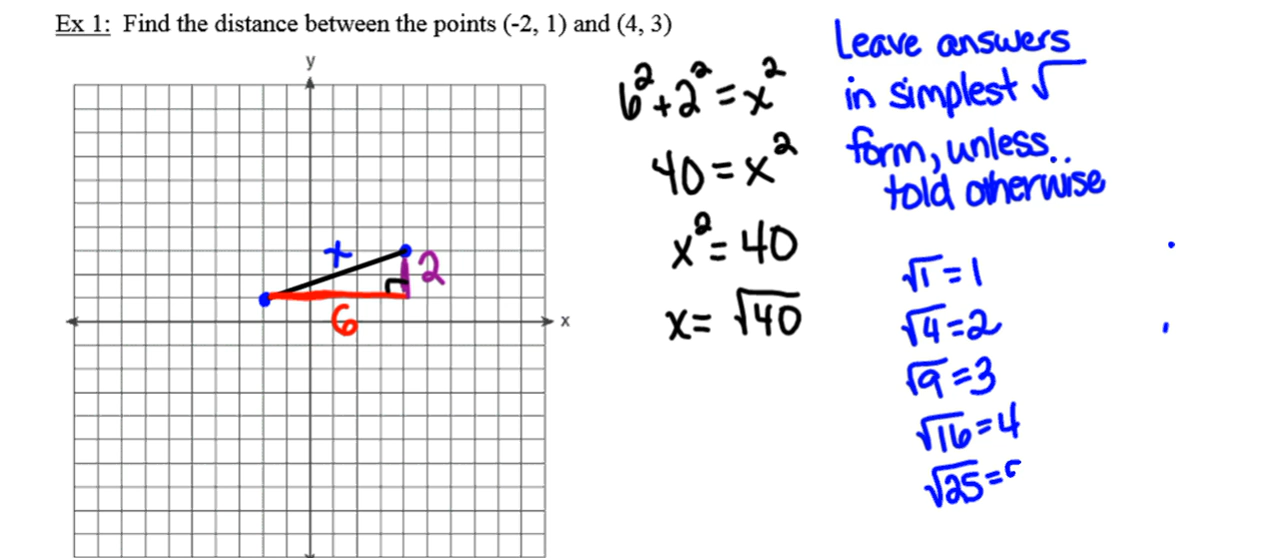 Ex 1: Find the distance between the points (-2, 1) and (4, 3)
y
x
x
2
6
6² + 2² = x²
40 = x²
x² = 40
x = √40
Leave answers
in simplest √
form, unless..
told otherwise
√1 = 1
√4 = 2
√9 = 3
√16 = 4
√25 =